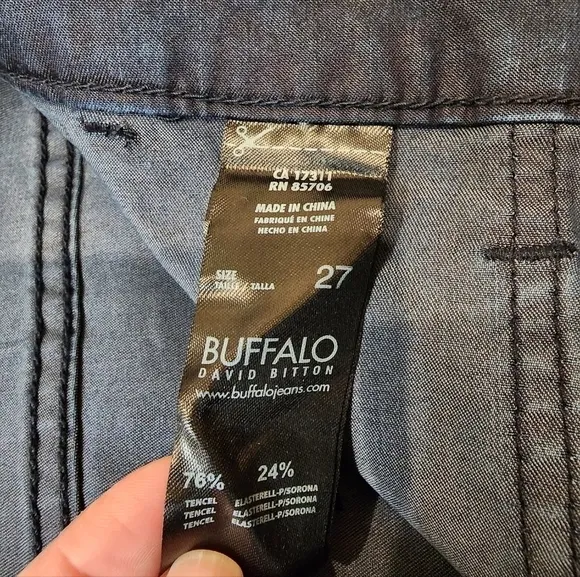 CA 17311
RN 85706
MADE IN CHINA
FABRIQUÉ EN CHINE
HECHO EN CHINA
SIZE 27
TAILLE / TALLA
BUFFALO
DAVID BITTON
www.buffalojeans.com
76% 24%
TENCEL ELASTERELL-P/SORONA
TENCEL ELASTERELL-P/SORONA
TENCEL ELASTERELL-P/SORONA